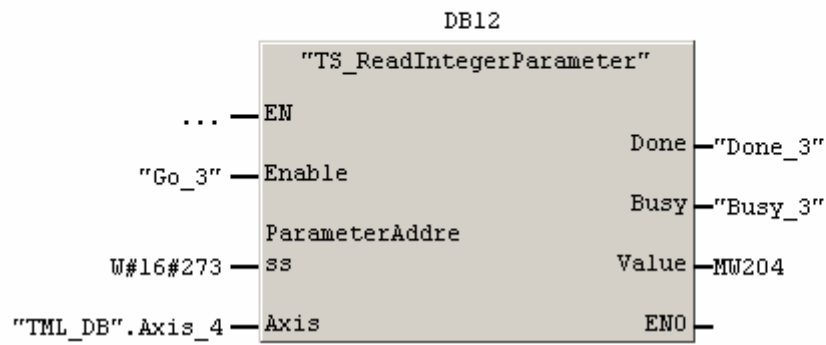 DB12
"TS_ReadIntegerParameter"
... EN
Done "Done_3"
"Go_3" Enable
Busy "Busy_3"
ParameterAddre
W#16#273 ss Value MW204
"TML_DB".Axis_4 Axis ENO